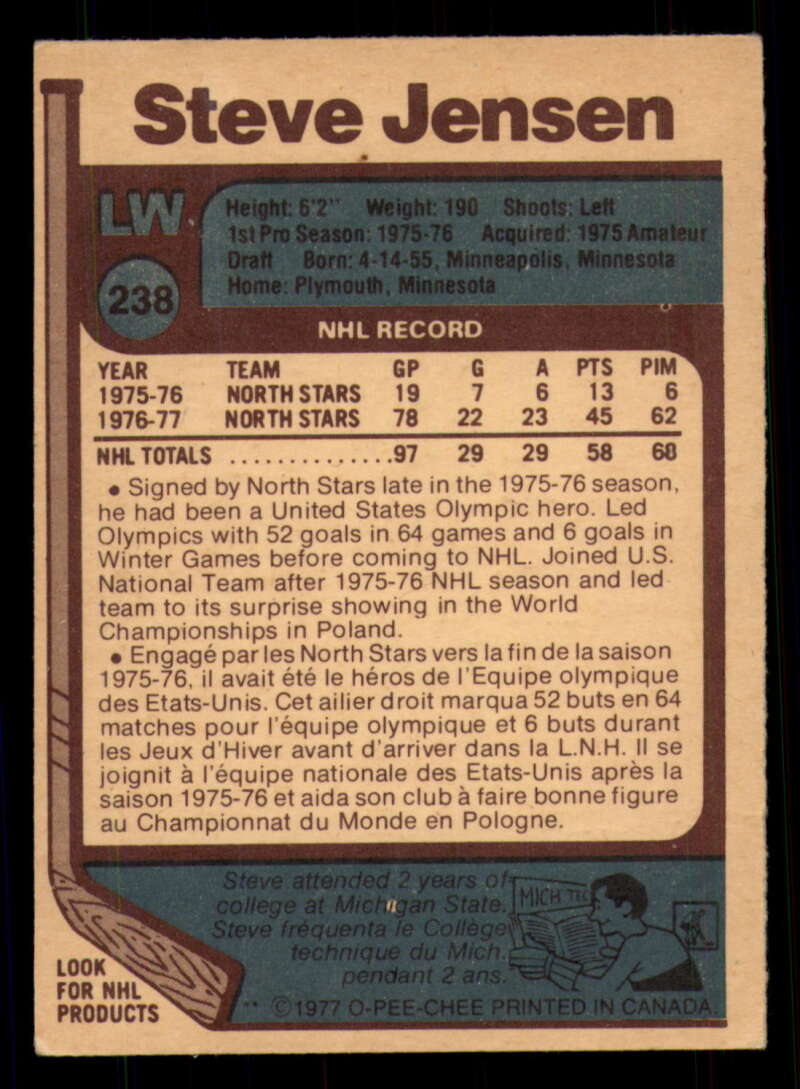 Steve Jensen
LW
238
Height: 6'2" Weight: 190 Shoots: Left
1st Pro Season: 1975-76 Acquired: 1975 Amateur
Draft Born: 4-14-55, Minneapolis, Minnesota
Home: Plymouth, Minnesota
NHL RECORD
YEAR TEAM GP G A PTS PIM
1975-76 NORTH STARS 19 7 6 13 6
1976-77 NORTH STARS 78 22 23 45 62
NHL TOTALS ..............97 29 29 58 68
• Signed by North Stars late in the 1975-76 season,
he had been a United States Olympic hero. Led
Olympics with 52 goals in 64 games and 6 goals in
Winter Games before coming to NHL. Joined U.S.
National Team after 1975-76 NHL season and led
team to its surprise showing in the World
Championships in Poland.
• Engagé par les North Stars vers la fin de la saison
1975-76, il avait été le héros de l'Equipe olympique
des Etats-Unis. Cet ailier droit marqua 52 buts en 64
matches pour l'équipe olympique et 6 buts durant
les Jeux d'Hiver avant d'arriver dans la L.N.H. Il se
joignit à l'équipe nationale des Etats-Unis après la
saison 1975-76 et aida son club à faire bonne figure
au Championnat du Monde en Pologne.
Steve attended 2 years of
college at Michigan State.
Steve fréquenta le Collège
technique du Mich.
pendant 2 ans.
MICH TEC
LOOK
FOR NHL
PRODUCTS
** ©1977 O-PEE-CHEE PRINTED IN CANADA.